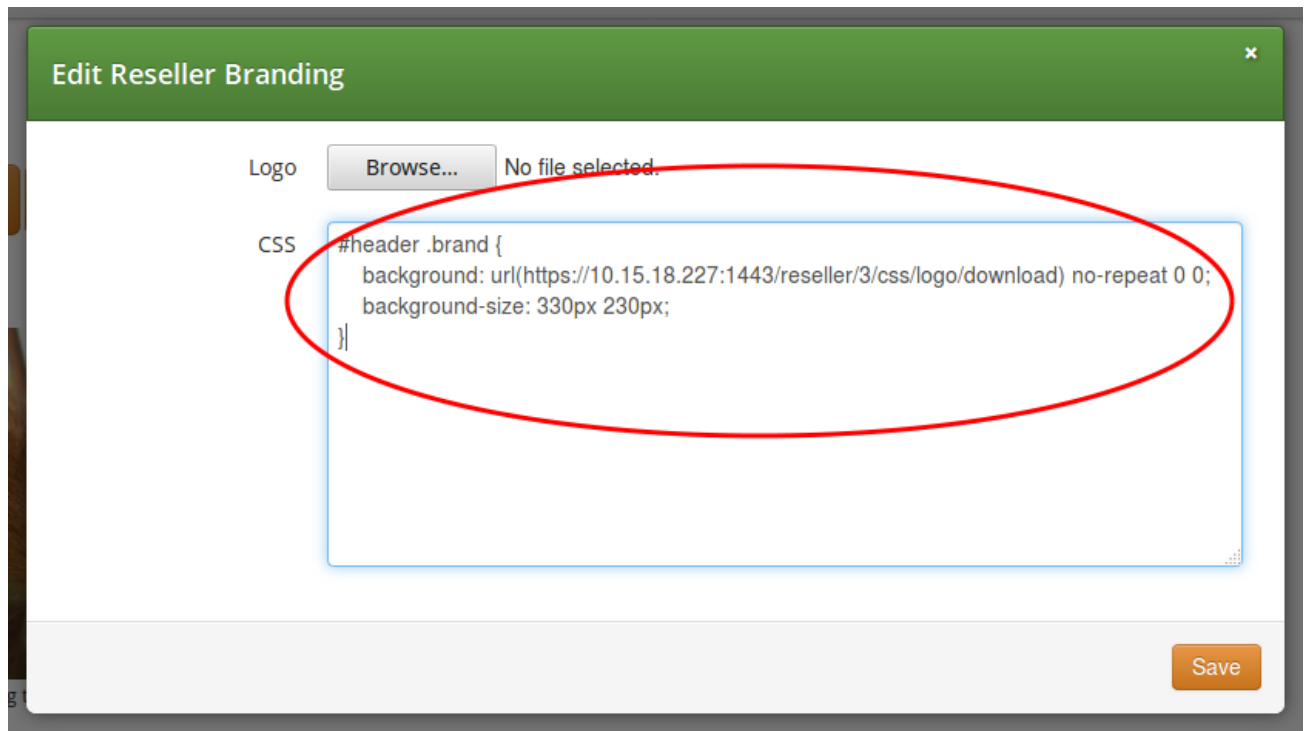 Edit Reseller Branding
×
Logo
Browse...
No file selected.
CSS
#header .brand {
    background: url(https://10.15.18.227:1443/reseller/3/css/logo/download) no-repeat 0 0;
    background-size: 330px 230px;
}
Save